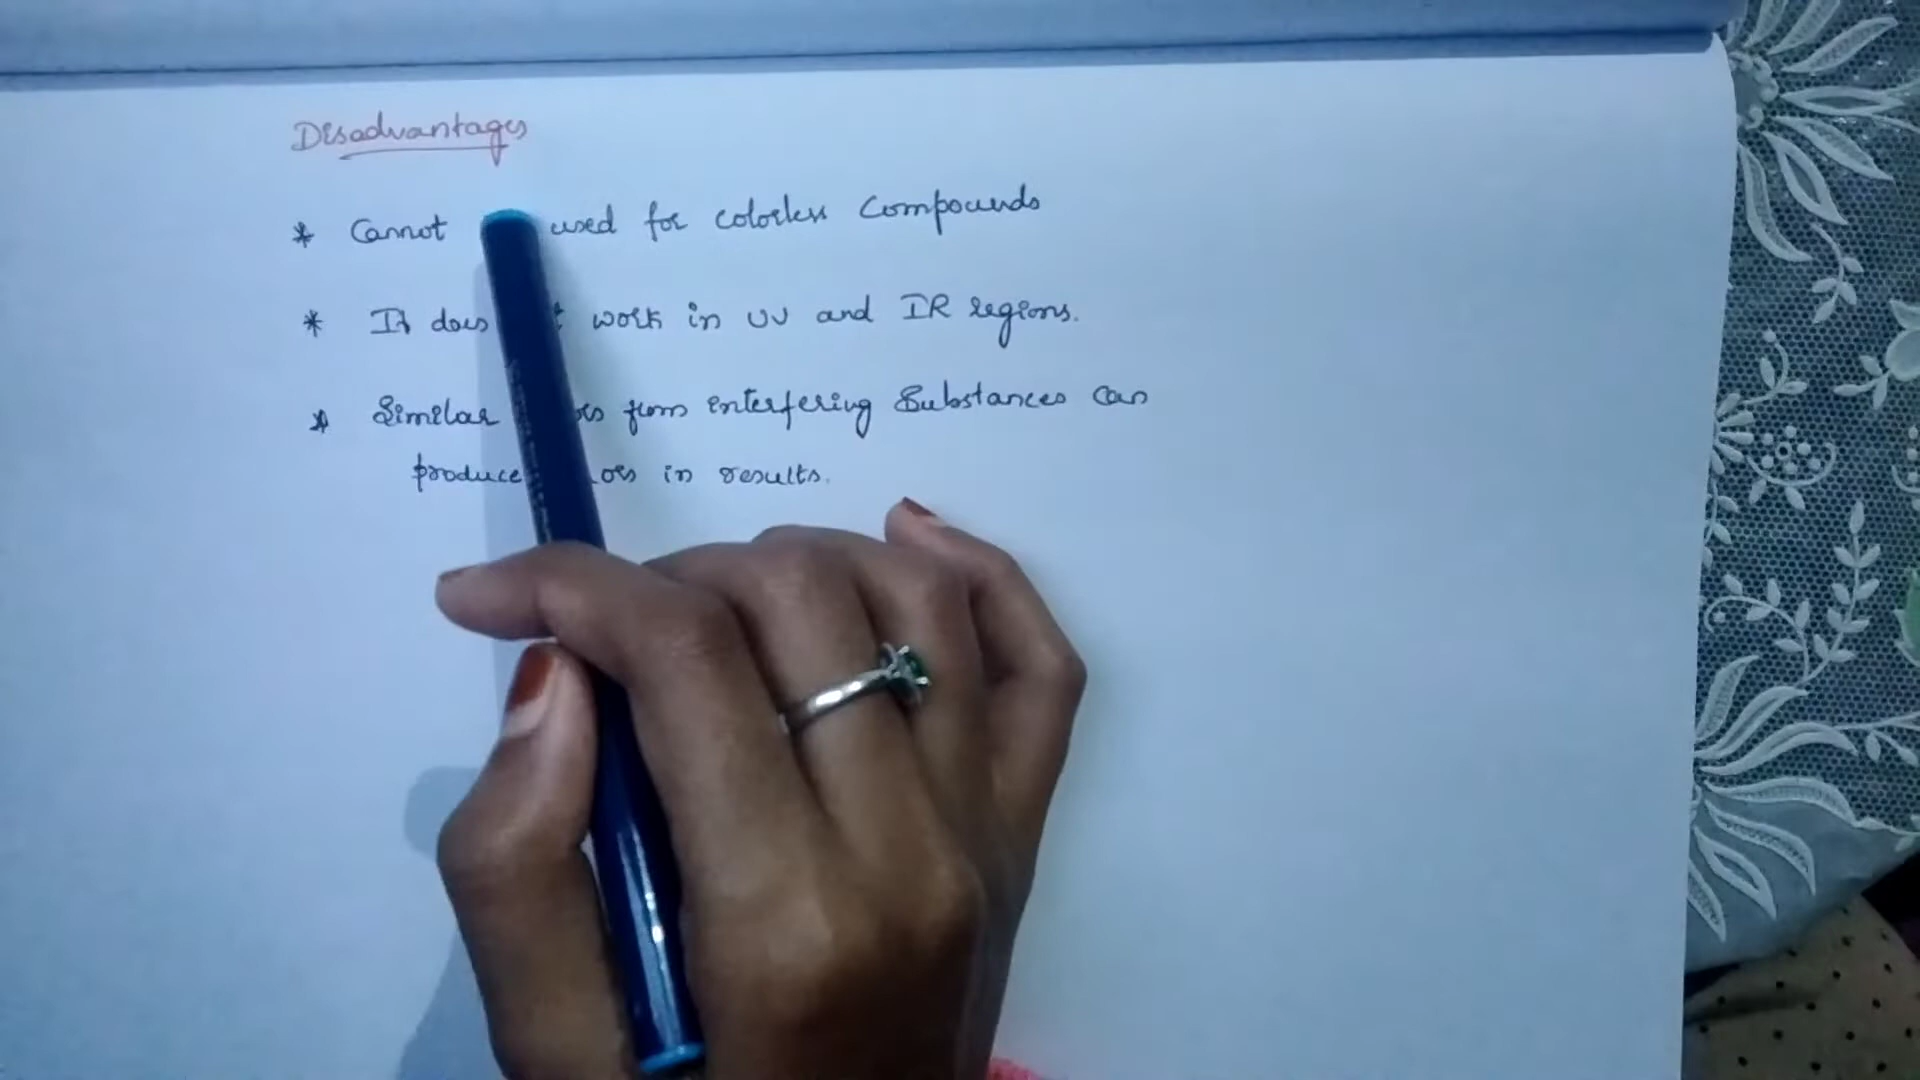 Disadvantages
* Cannot used for colorless Compounds
* It does work in UV and IR regions.
* Similar from interfering Substances can
produce in results.